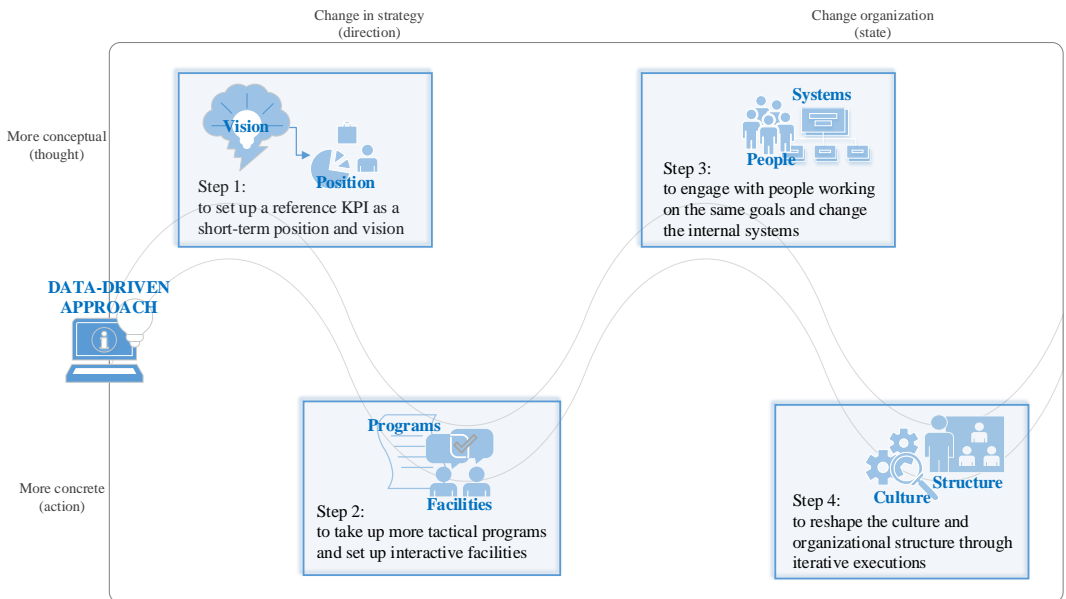 Change in strategy
(direction)
Change organization
(state)
More conceptual
(thought)
Vision
Position
Step 1:
to set up a reference KPI as a
short-term position and vision
Systems
People
Step 3:
to engage with people working
on the same goals and change
the internal systems
DATA-DRIVEN
APPROACH
More concrete
(action)
Programs
Facilities
Step 2:
to take up more tactical programs
and set up interactive facilities
Structure
Culture
Step 4:
to reshape the culture and
organizational structure through
iterative executions